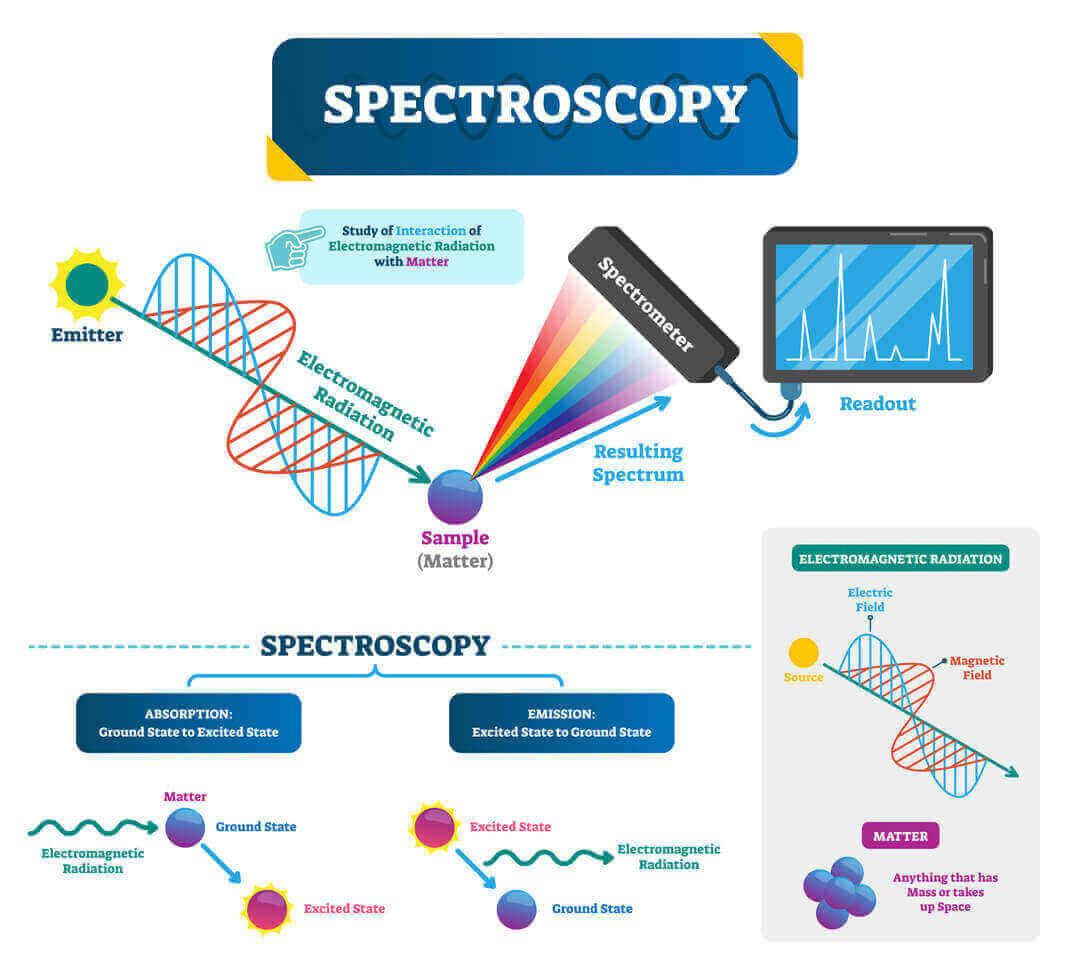 SPECTROSCOPY
Study of Interaction of
Electromagnetic Radiation
with Matter
Emitter
Electromagnetic
Radiation
Spectrometer
Readout
Resulting
Spectrum
Sample
(Matter)
SPECTROSCOPY
ABSORPTION:
Ground State to Excited State
EMISSION:
Excited State to Ground State
Matter
Ground State
Electromagnetic
Radiation
Excited State
Excited State
Electromagnetic
Radiation
Ground State
ELECTROMAGNETIC RADIATION
Electric
Field
Source
Magnetic
Field
MATTER
Anything that has
Mass or takes
up Space